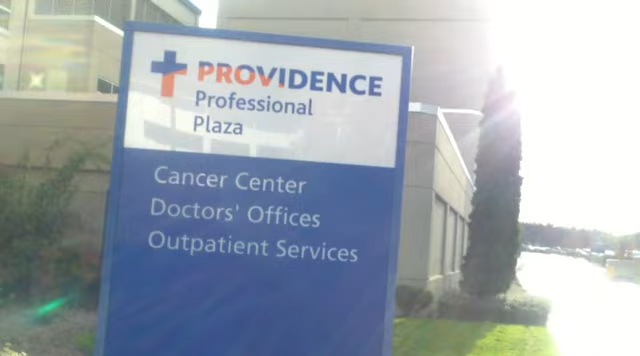 PROVIDENCE
Professional
Plaza
Cancer Center
Doctors' Offices
Outpatient Services